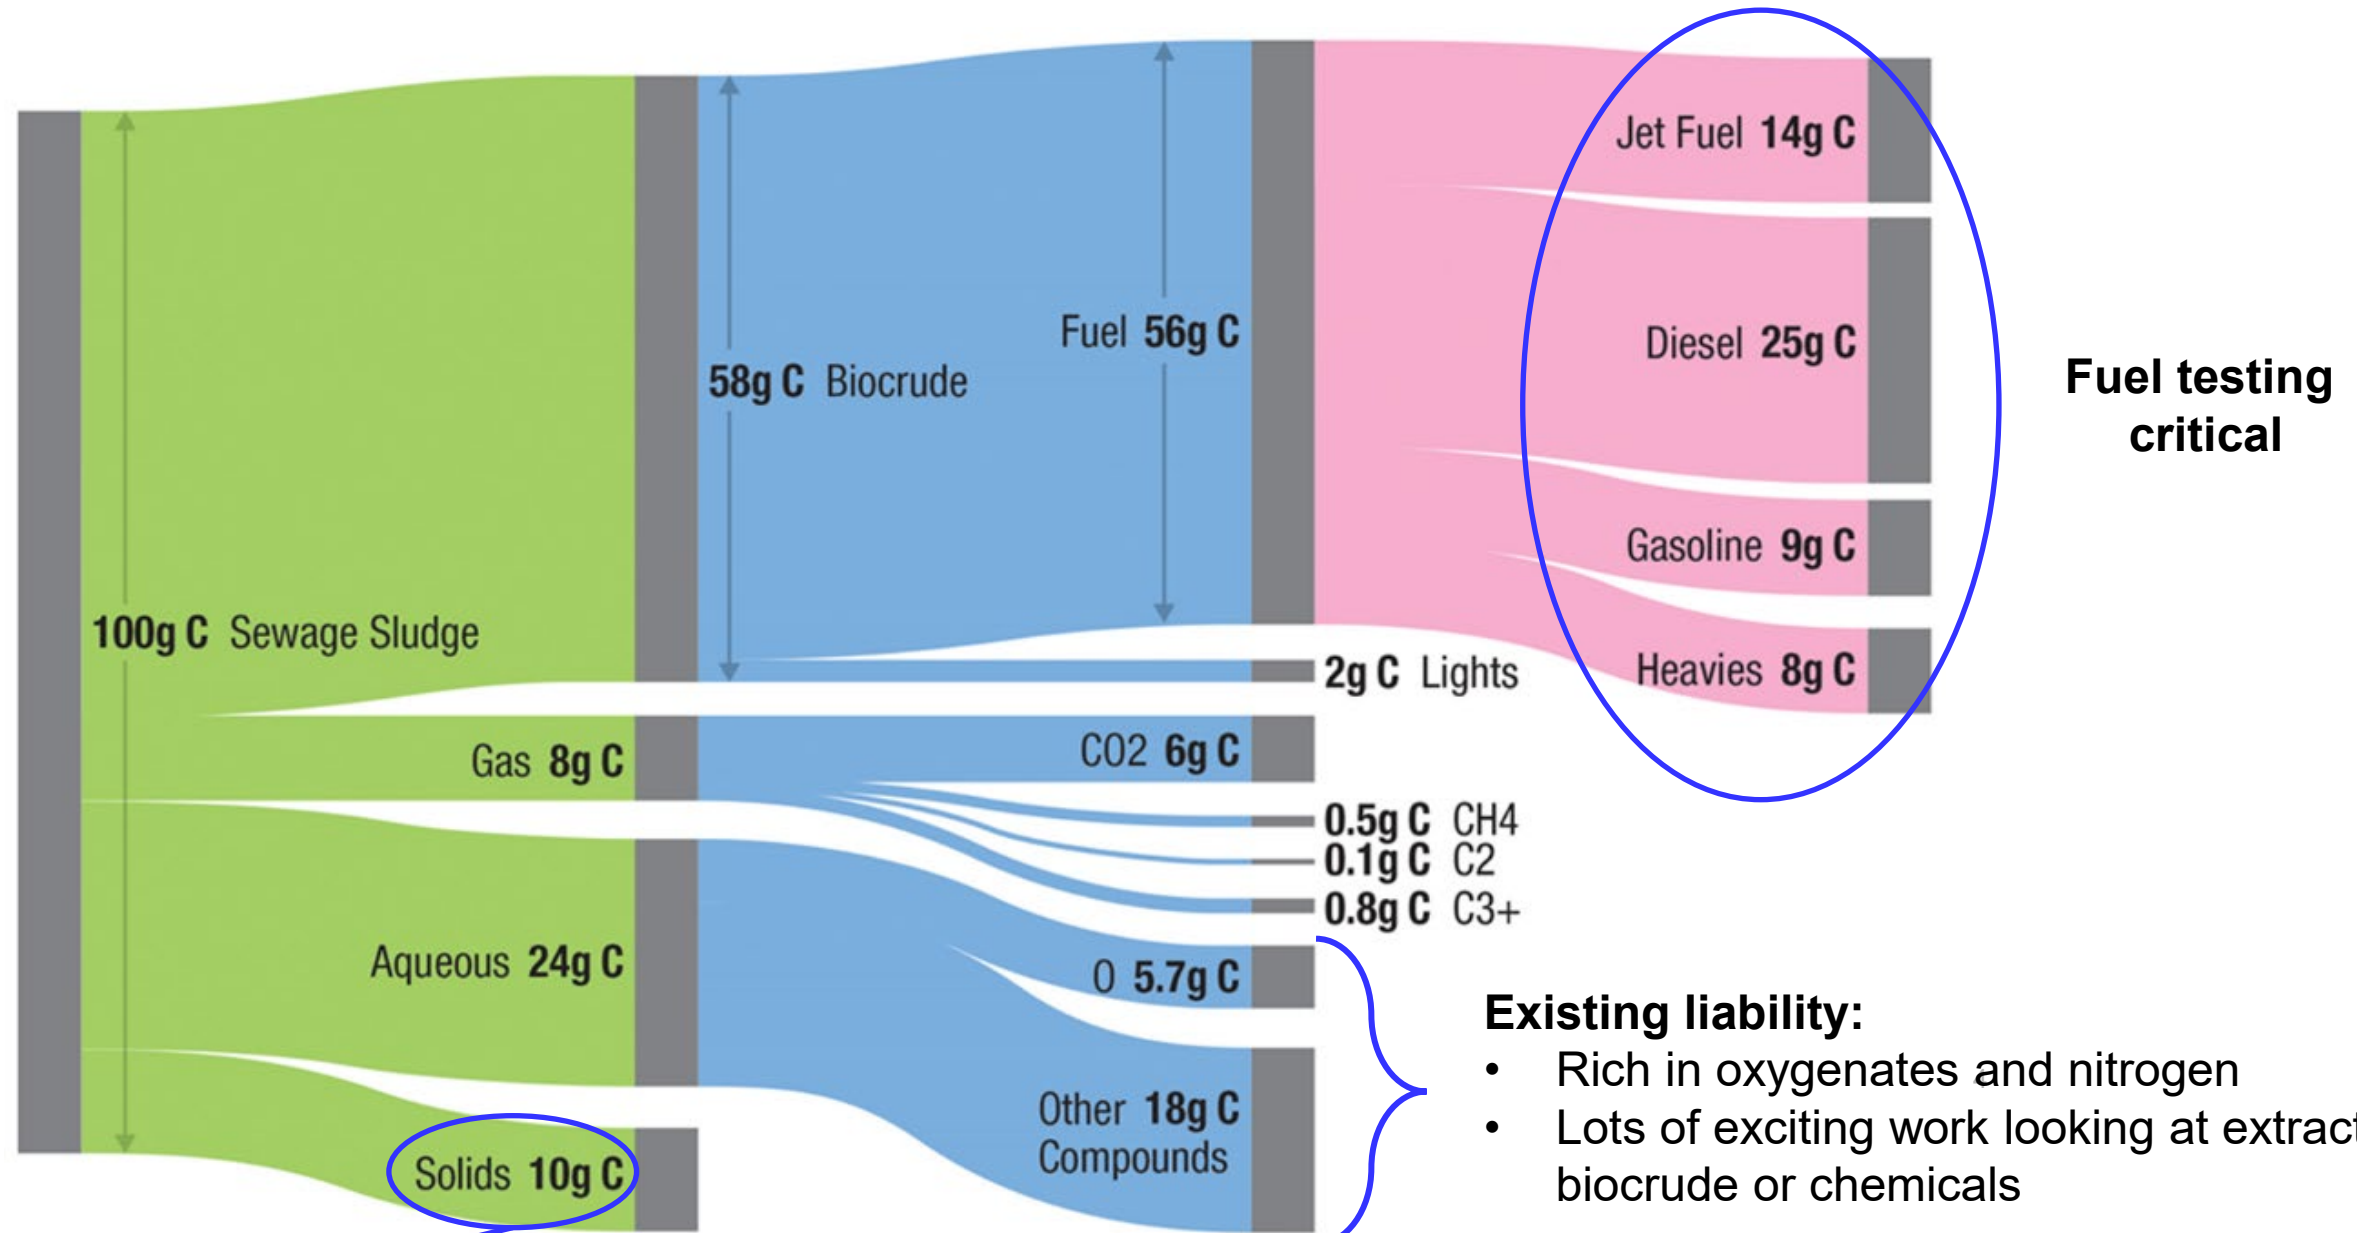 100g C Sewage Sludge
58g C Biocrude
Gas 8g C
Aqueous 24g C
Solids 10g C
Fuel 56g C
2g C Lights
CO2 6g C
0.5g C CH4
0.1g C C2
0.8g C C3+
O 5.7g C
Other 18g C
Compounds
Jet Fuel 14g C
Diesel 25g C
Gasoline 9g C
Heavies 8g C
Fuel testing
critical
Existing liability:
• Rich in oxygenates and nitrogen
• Lots of exciting work looking at extract
biocrude or chemicals